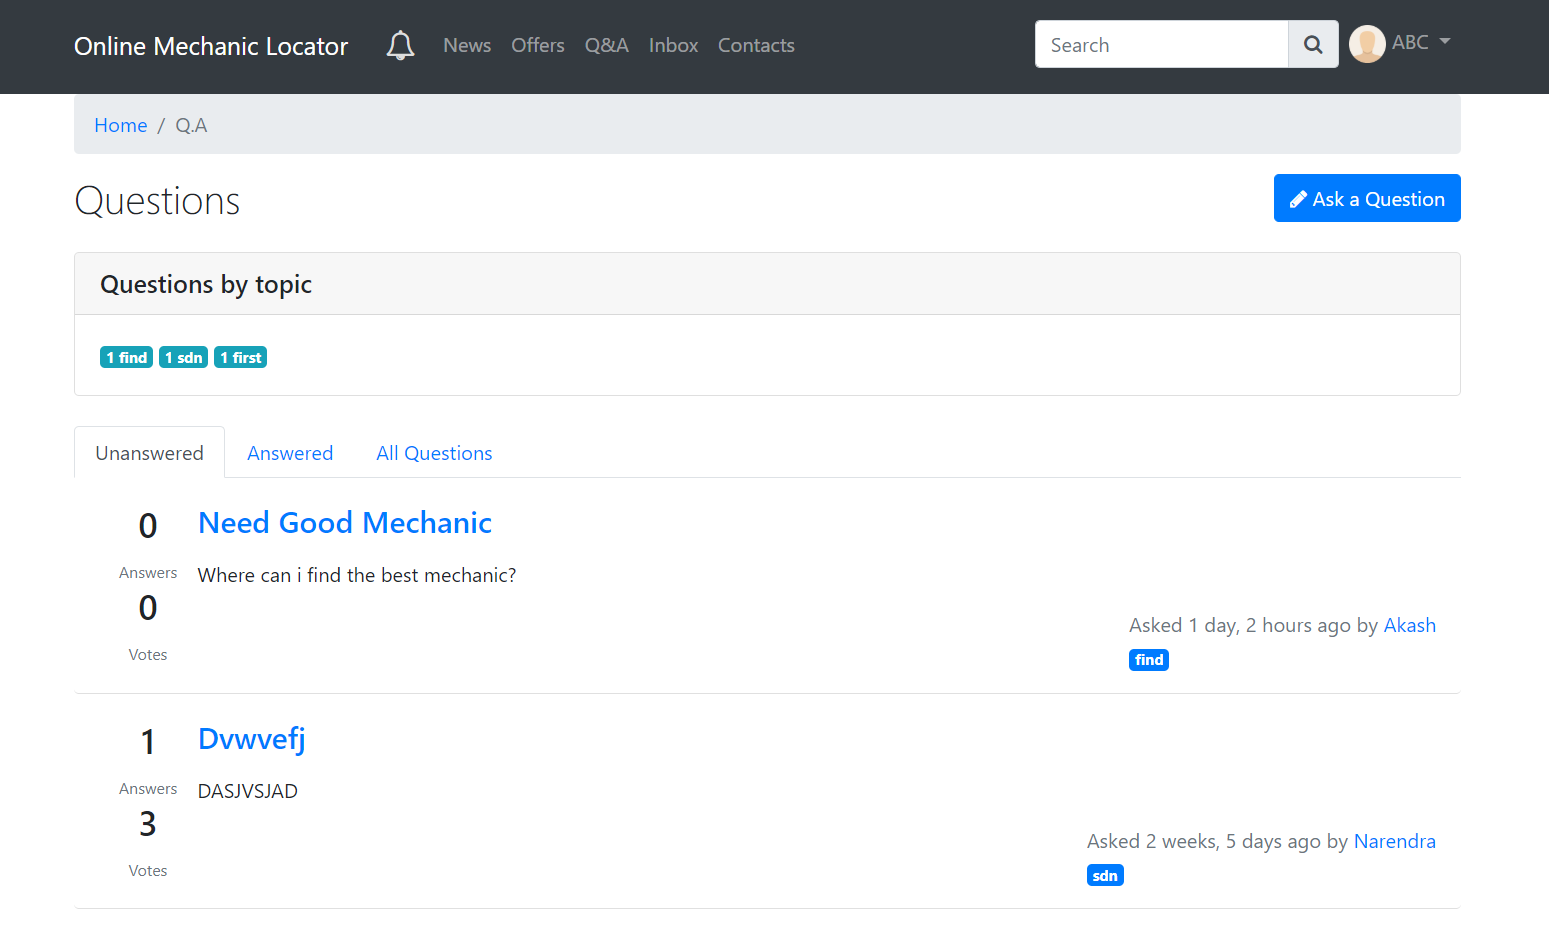 Online Mechanic Locator News Offers Q&A Inbox Contacts Search ABC
Home / Q.A
Questions Ask a Question
Questions by topic
1 find 1 sdn 1 first
Unanswered Answered All Questions
0 Need Good Mechanic
Answers Where can i find the best mechanic?
0
Asked 1 day, 2 hours ago by Akash
Votes
find
1 Dvwvefj
Answers DASJVSJAD
3
Asked 2 weeks, 5 days ago by Narendra
Votes
sdn